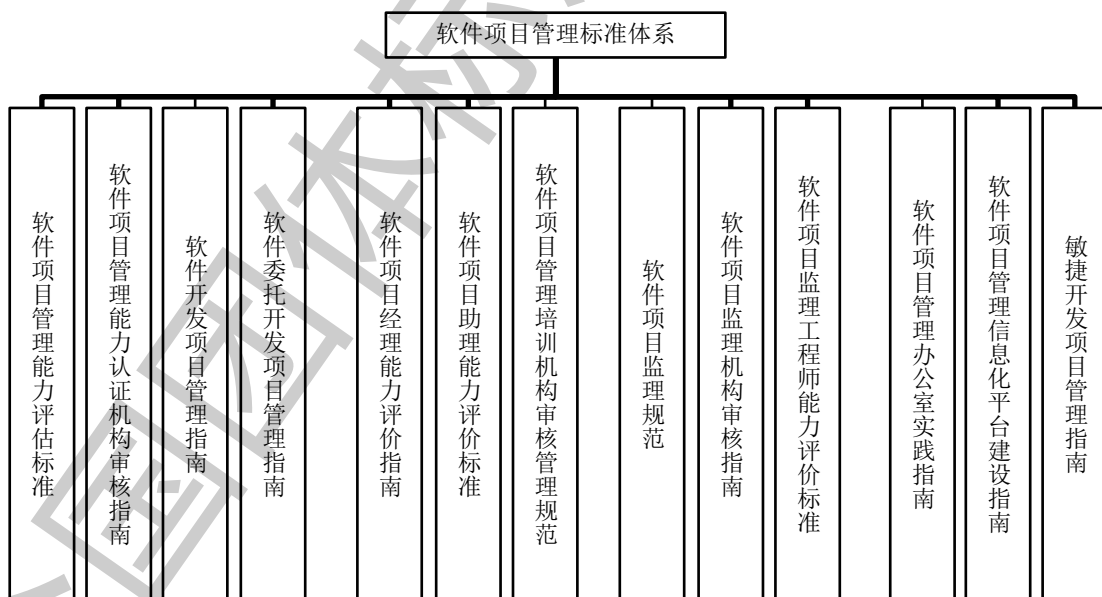 软件项目管理标准体系
软件项目管理能力评估标准
软件项目管理能力认证机构审核指南
软件开发项目管理指南
软件委托开发项目管理指南
软件项目经理能力评价指南
软件项目助理能力评价标准
软件项目管理培训机构审核管理规范
软件项目监理规范
软件项目监理机构审核指南
软件项目监理工程师能力评价标准
软件项目管理办公室实践指南
软件项目管理信息化平台建设指南
敏捷开发项目管理指南
国团体标